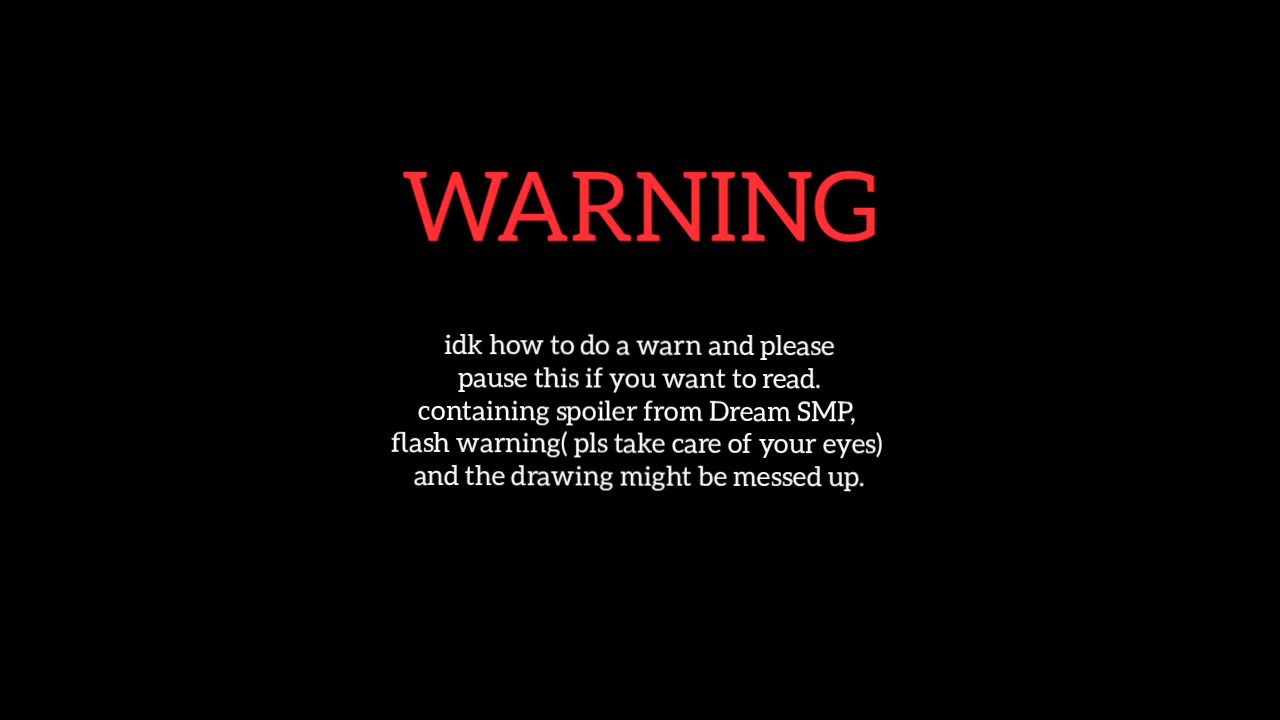 WARNING
idk how to do a warn and please
pause this if you want to read.
containing spoiler from Dream SMP,
flash warning( pls take care of your eyes)
and the drawing might be messed up.